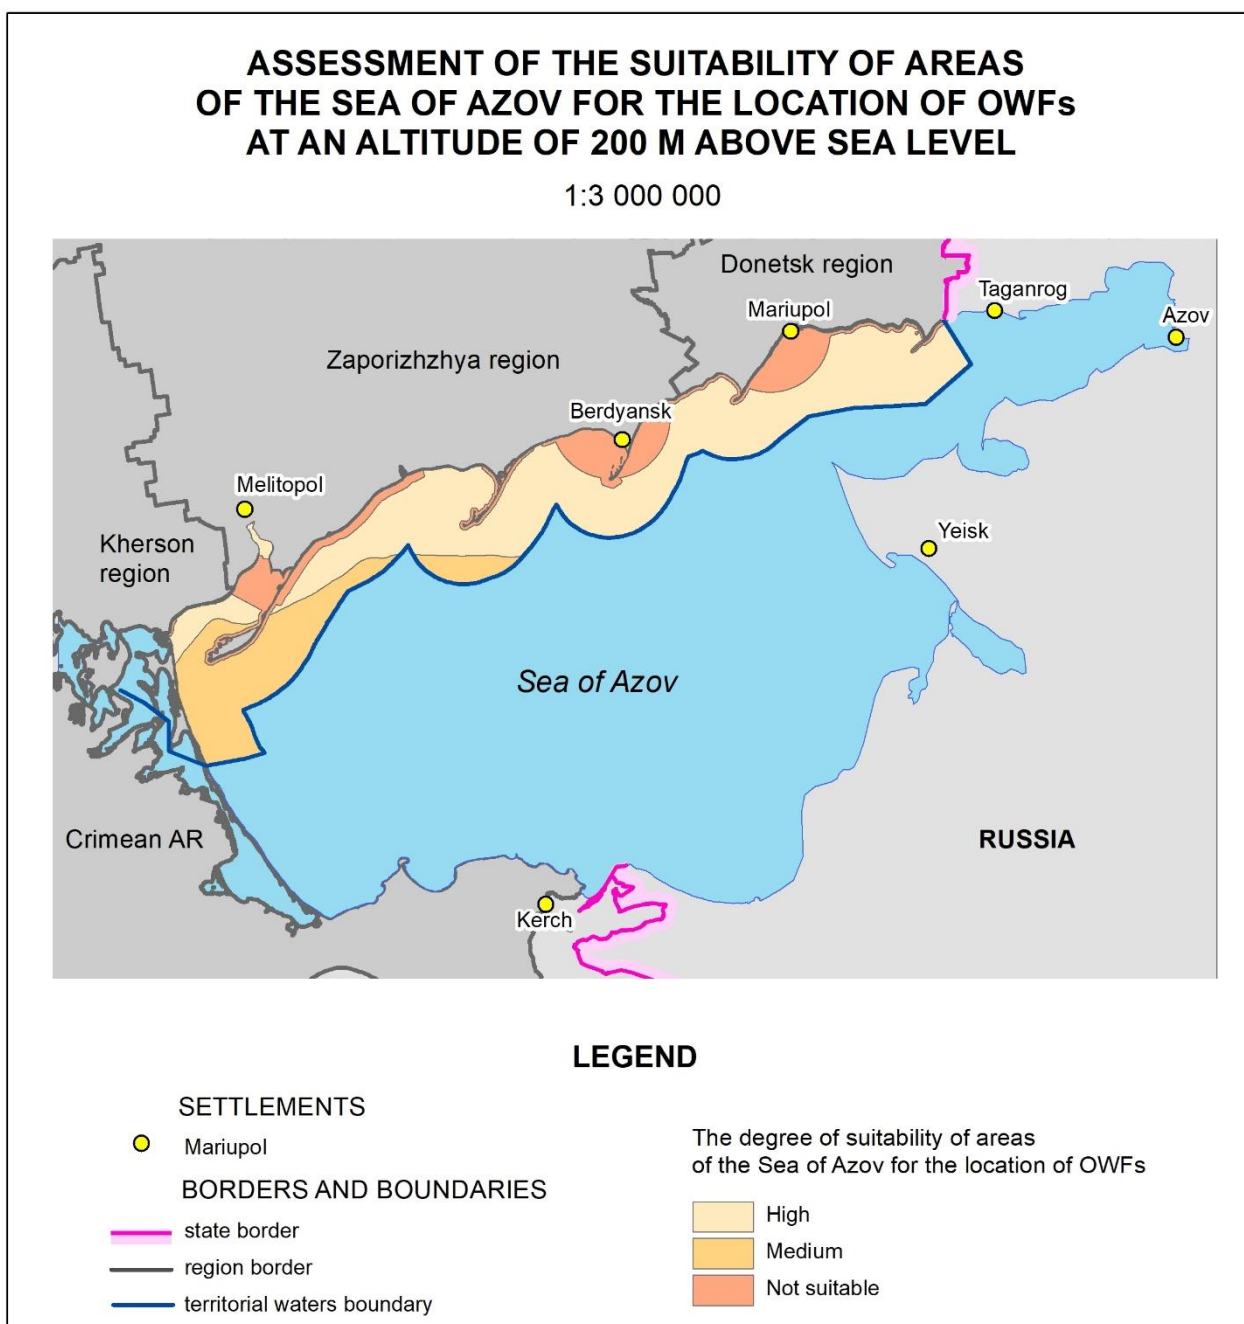 ASSESSMENT OF THE SUITABILITY OF AREAS
OF THE SEA OF AZOV FOR THE LOCATION OF OWFs
AT AN ALTITUDE OF 200 M ABOVE SEA LEVEL
1:3 000 000
Donetsk region
Taganrog
Mariupol
Azov
Zaporizhzhya region
Berdyansk
Melitopol
Kherson
region
Yeisk
Sea of Azov
Crimean AR
RUSSIA
Kerch
LEGEND
SETTLEMENTS
Mariupol
BORDERS AND BOUNDARIES
state border
region border
territorial waters boundary
The degree of suitability of areas
of the Sea of Azov for the location of OWFs
High
Medium
Not suitable